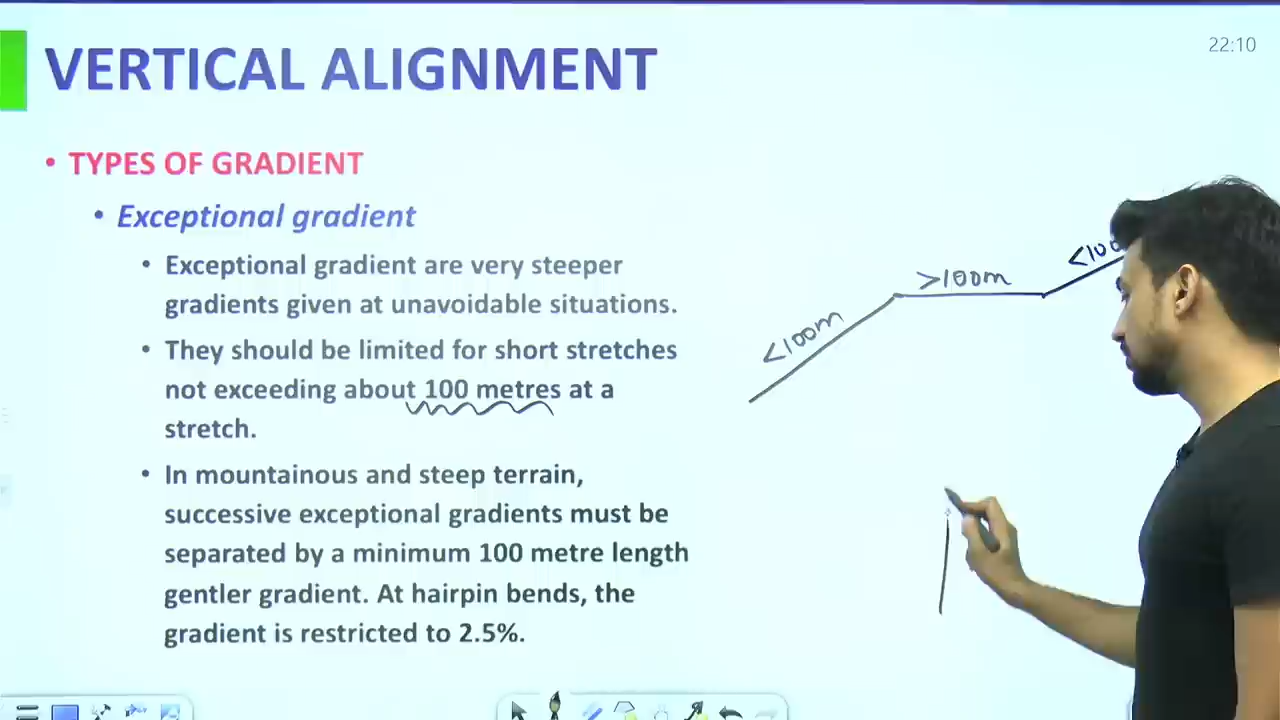 22:10
VERTICAL ALIGNMENT
• TYPES OF GRADIENT
• Exceptional gradient
• Exceptional gradient are very steeper
gradients given at unavoidable situations.
• They should be limited for short stretches
not exceeding about 100 metres at a
stretch.
• In mountainous and steep terrain,
successive exceptional gradients must be
separated by a minimum 100 metre length
gentler gradient. At hairpin bends, the
gradient is restricted to 2.5%.
<100m
>100m
<100